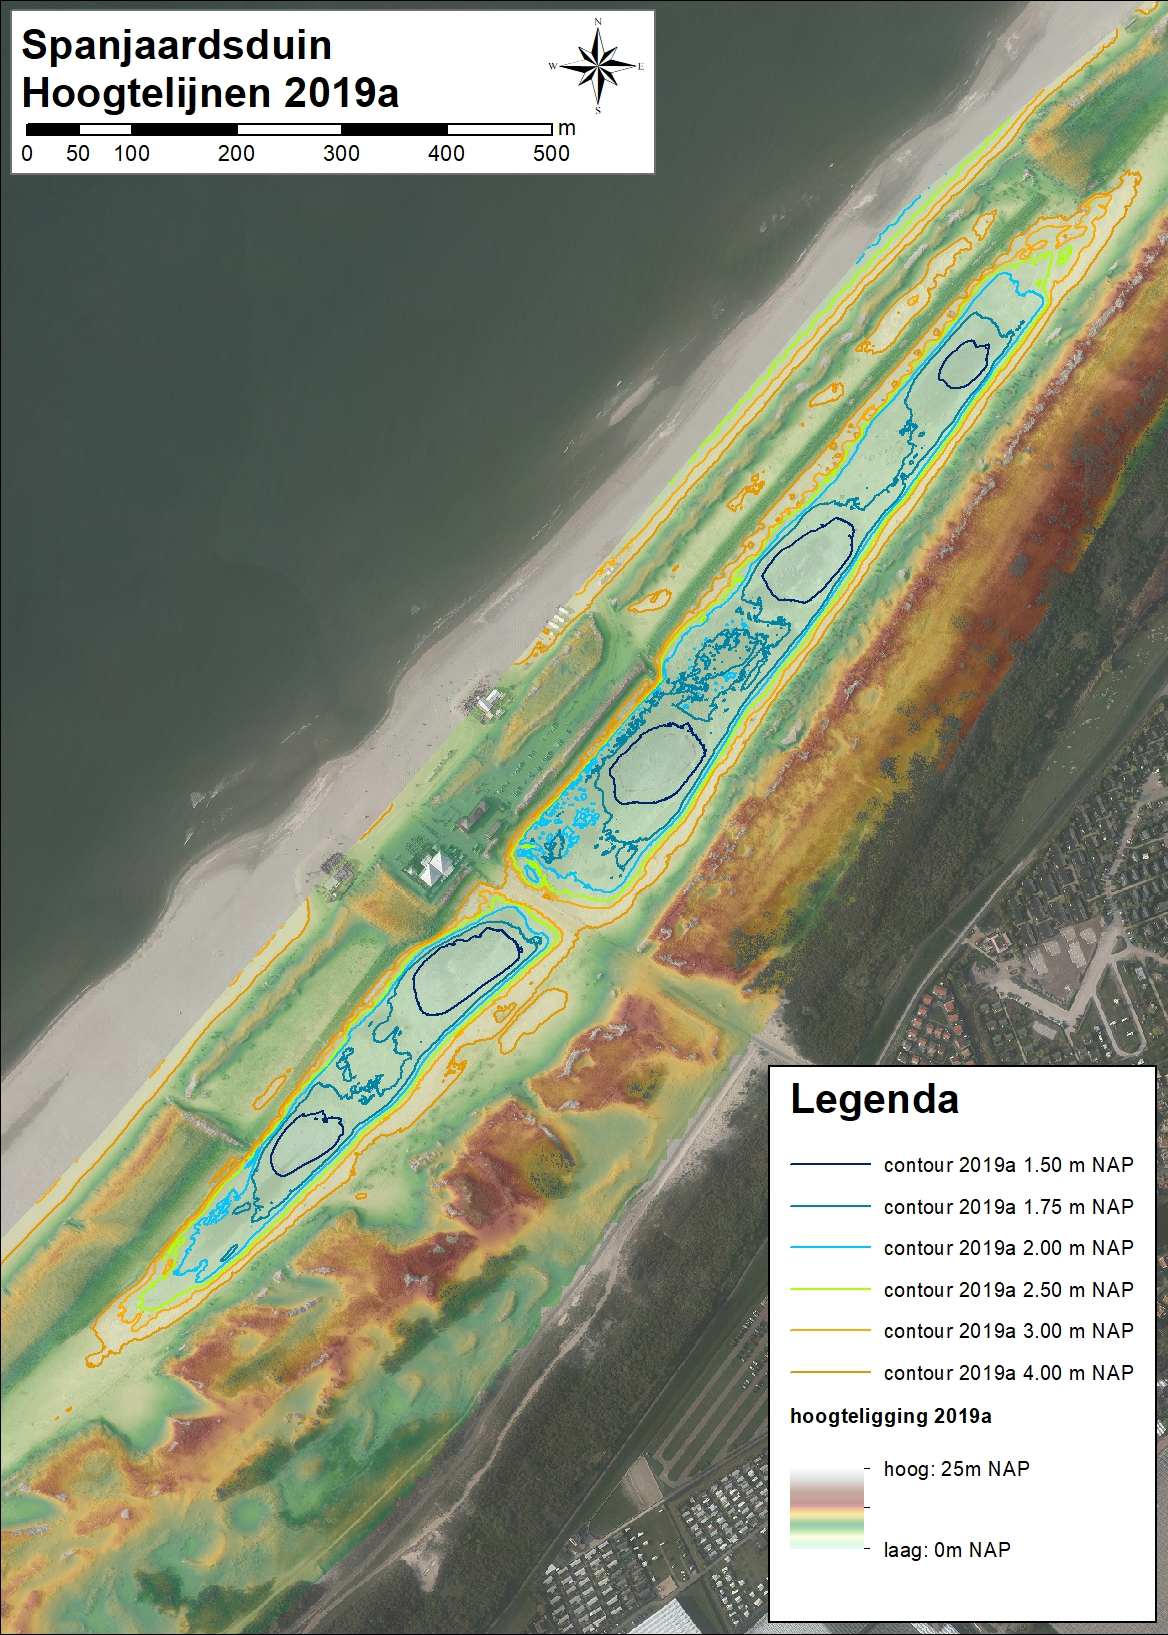 Spanjaardsduin
Hoogtelijnen 2019a
N
W E
S
m
0 50 100 200 300 400 500
Legenda
contour 2019a 1.50 m NAP
contour 2019a 1.75 m NAP
contour 2019a 2.00 m NAP
contour 2019a 2.50 m NAP
contour 2019a 3.00 m NAP
contour 2019a 4.00 m NAP
hoogteligging 2019a
hoog: 25m NAP
laag: 0m NAP